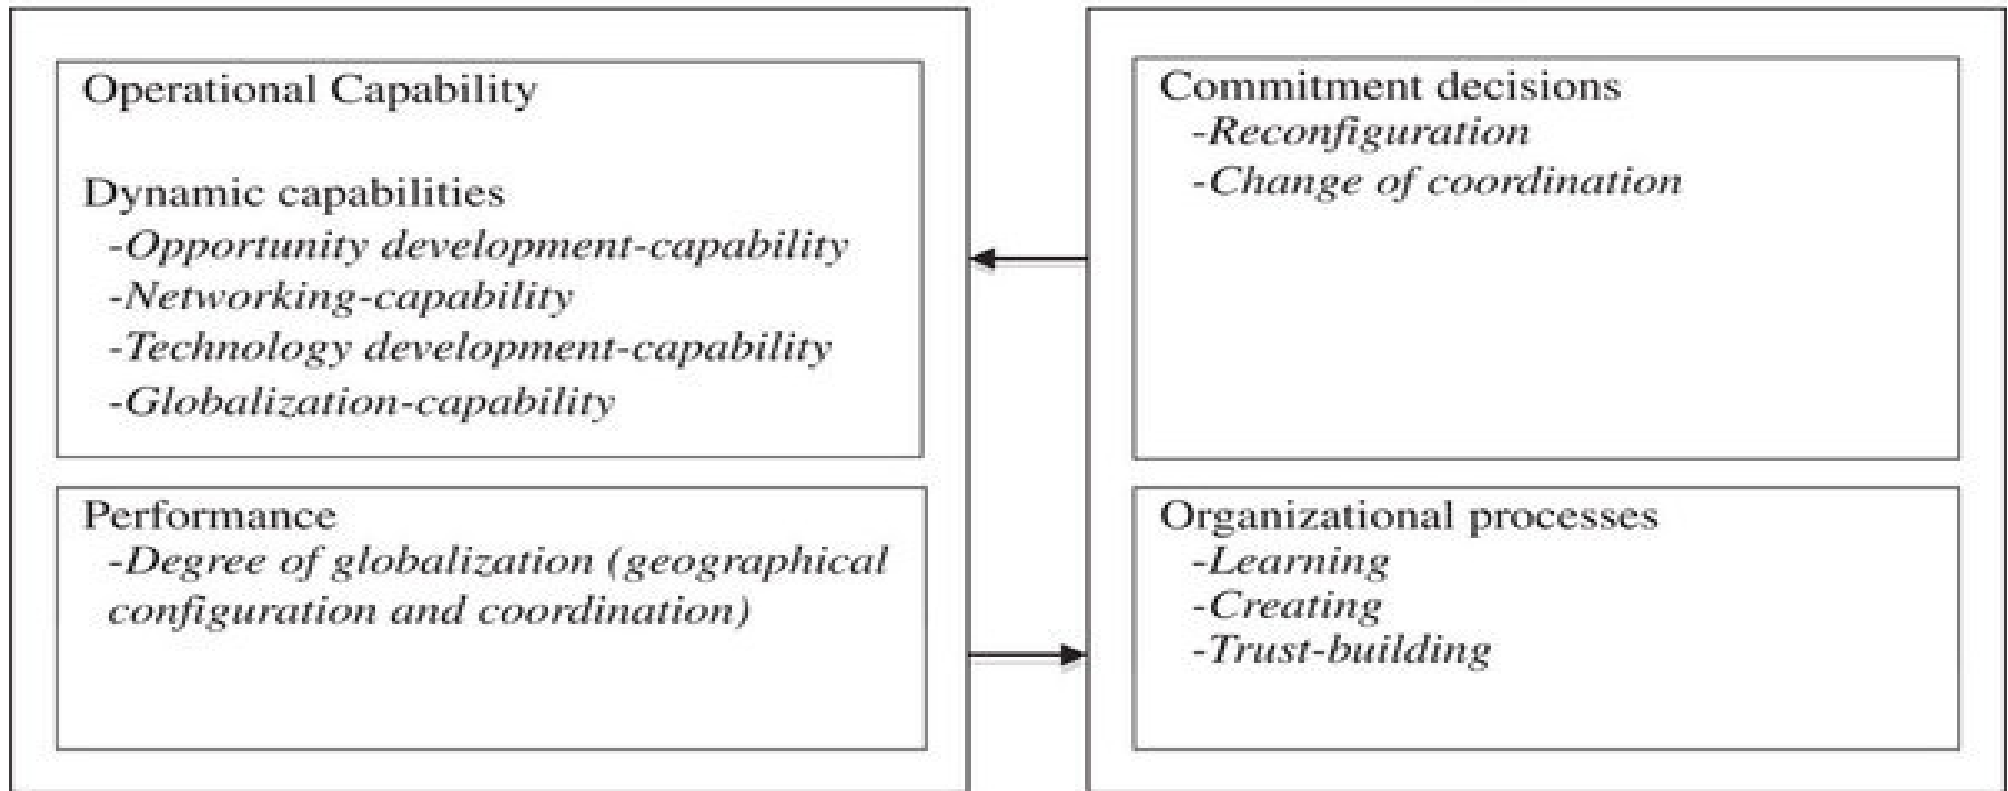 Operational Capability
Dynamic capabilities
-Opportunity development-capability
-Networking-capability
-Technology development-capability
-Globalization-capability
Performance
-Degree of globalization (geographical
configuration and coordination)
Commitment decisions
-Reconfiguration
-Change of coordination
Organizational processes
-Learning
-Creating
-Trust-building